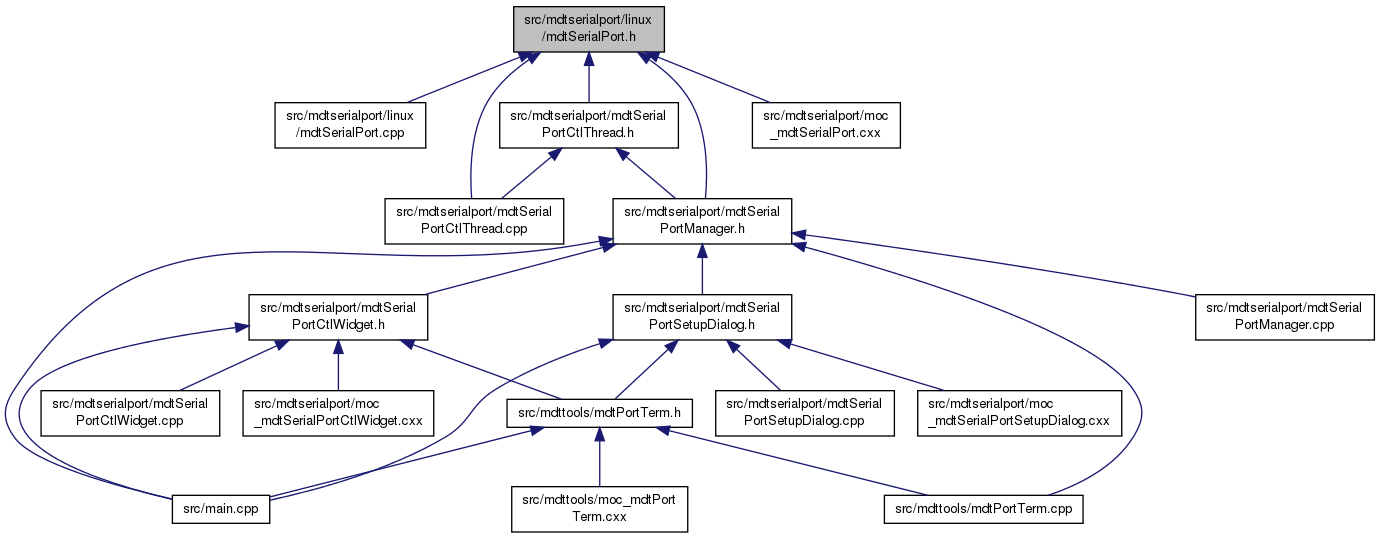 src/mdtserialport/linux
/mdtSerialPort.h
src/mdtserialport/linux
/mdtSerialPort.cpp
src/mdtserialport/mdtSerial
PortCtlThread.h
src/mdtserialport/moc
_mdtSerialPort.cxx
src/mdtserialport/mdtSerial
PortCtlThread.cpp
src/mdtserialport/mdtSerial
PortManager.h
src/mdtserialport/mdtSerial
PortCtlWidget.h
src/mdtserialport/mdtSerial
PortSetupDialog.h
src/mdtserialport/mdtSerial
PortManager.cpp
src/mdtserialport/mdtSerial
PortCtlWidget.cpp
src/mdtserialport/moc
_mdtSerialPortCtlWidget.cxx
src/mdttools/mdtPortTerm.h
src/mdtserialport/mdtSerial
PortSetupDialog.cpp
src/mdtserialport/moc
_mdtSerialPortSetupDialog.cxx
src/main.cpp
src/mdttools/moc_mdtPort
Term.cxx
src/mdttools/mdtPortTerm.cpp